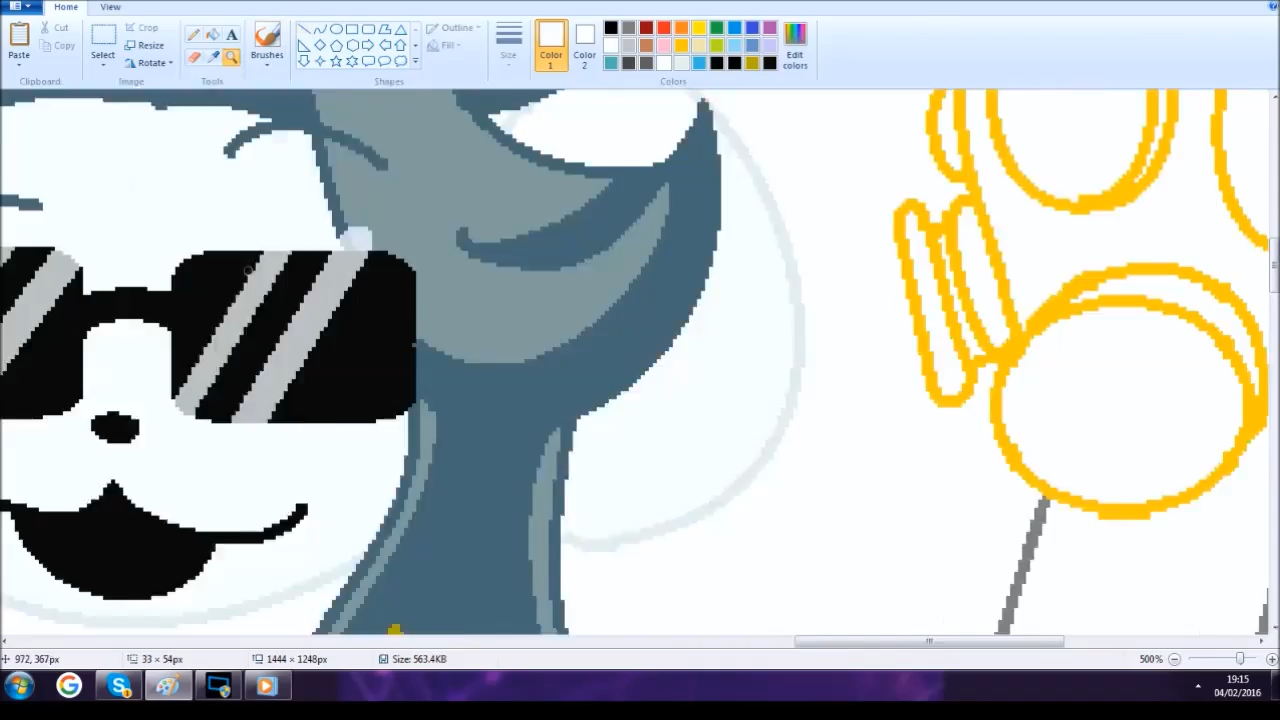 Home View
Paste
Cut
Copy
Clipboard
Select
Crop
Resize
Rotate
Image
A
Tools
Brushes
Shapes
Outline
Fill
Size
Color 1
Color 2
Edit colors
Colors
972, 367px
33 × 54px
1444 × 1248px
Size: 563.4KB
500%
G
S
19:15
04/02/2016